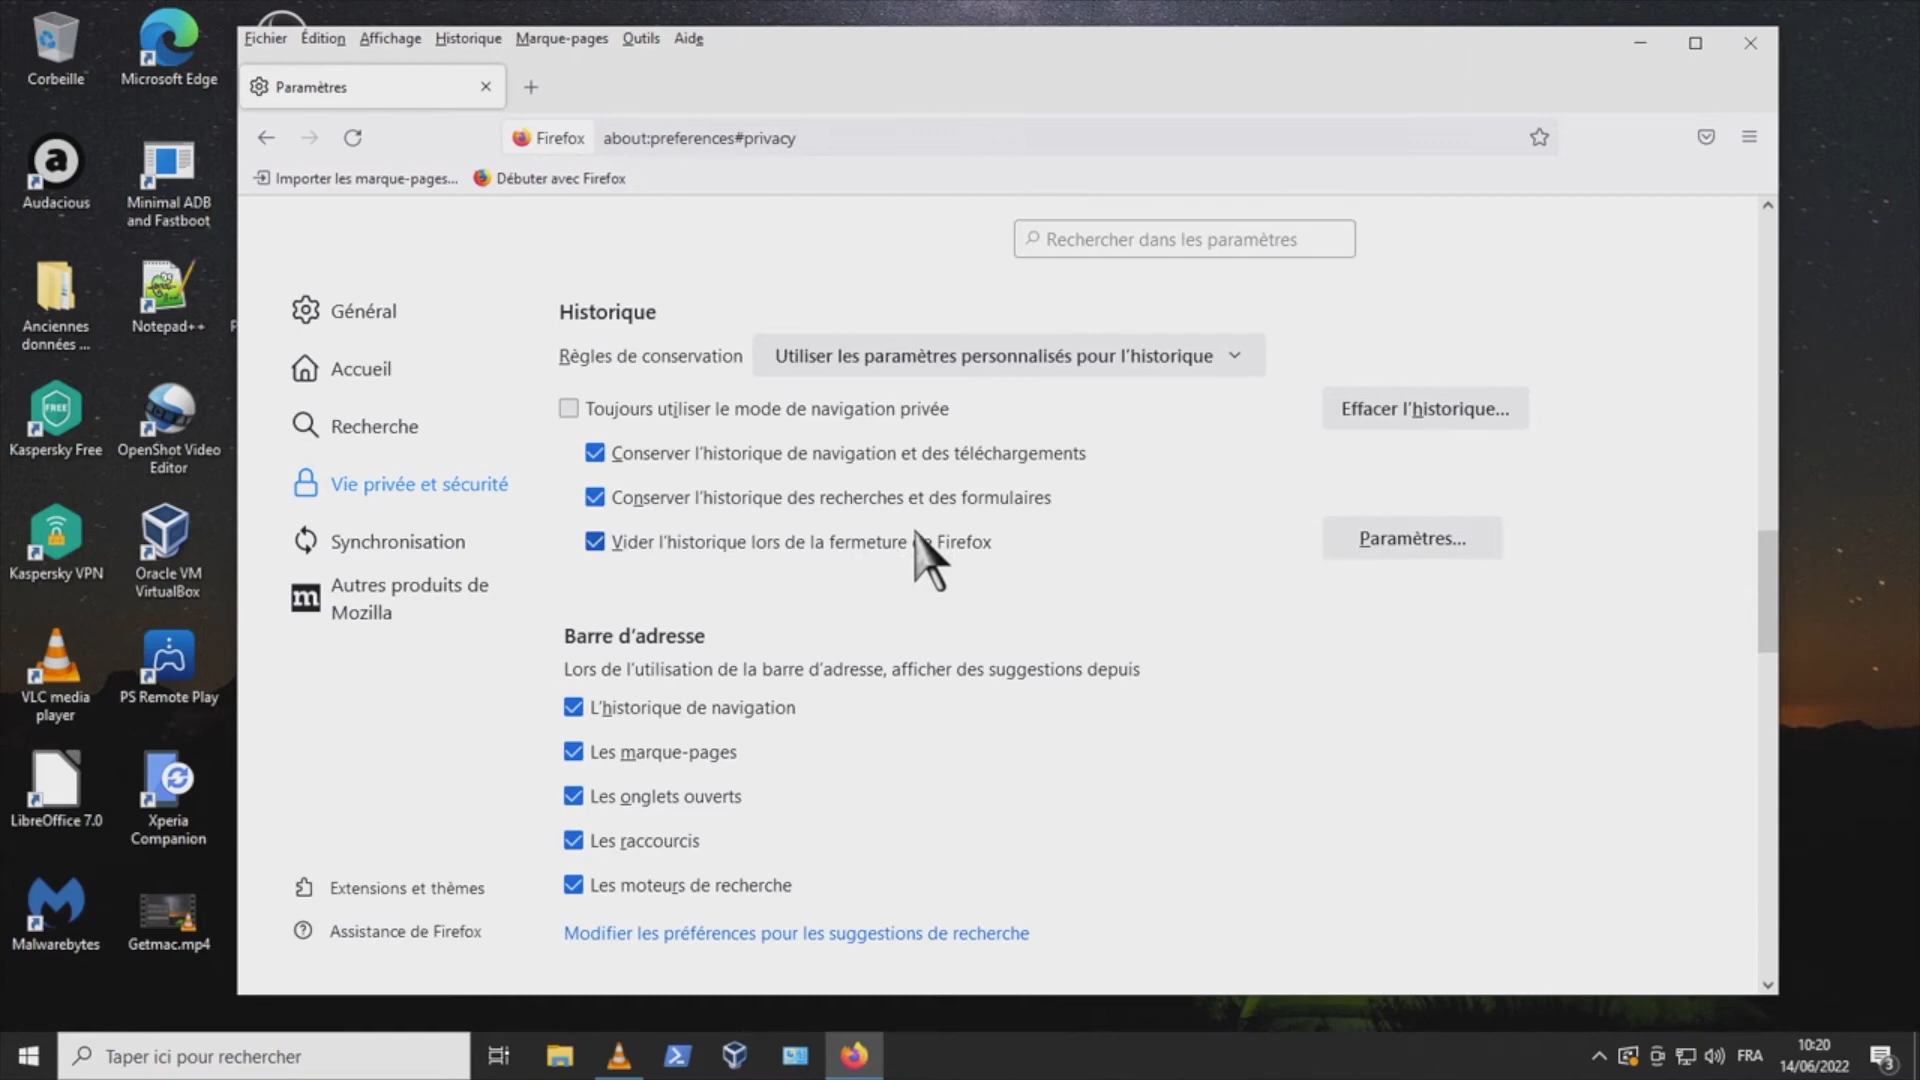 Corbeille
Microsoft Edge
Audacious
Minimal ADB
and Fastboot
Anciennes
données ...
Notepad++
Kaspersky Free
OpenShot Video
Editor
Kaspersky VPN
Oracle VM
VirtualBox
VLC media
player
PS Remote Play
LibreOffice 7.0
Xperia
Companion
Malwarebytes
Getmac.mp4
Fichier Édition Affichage Historique Marque-pages Outils Aide
Paramètres
Firefox about:preferences#privacy
Importer les marque-pages... Débuter avec Firefox
Rechercher dans les paramètres
Général
Accueil
Recherche
Vie privée et sécurité
Synchronisation
Autres produits de
Mozilla
Extensions et thèmes
Assistance de Firefox
Historique
Règles de conservation Utiliser les paramètres personnalisés pour l'historique
Toujours utiliser le mode de navigation privée
Effacer l'historique...
Conserver l'historique de navigation et des téléchargements
Conserver l'historique des recherches et des formulaires
Vider l'historique lors de la fermeture de Firefox
Paramètres...
Barre d'adresse
Lors de l'utilisation de la barre d'adresse, afficher des suggestions depuis
L'historique de navigation
Les marque-pages
Les onglets ouverts
Les raccourcis
Les moteurs de recherche
Modifier les préférences pour les suggestions de recherche
Taper ici pour rechercher
FRA
10:20
14/06/2022
3
FREE